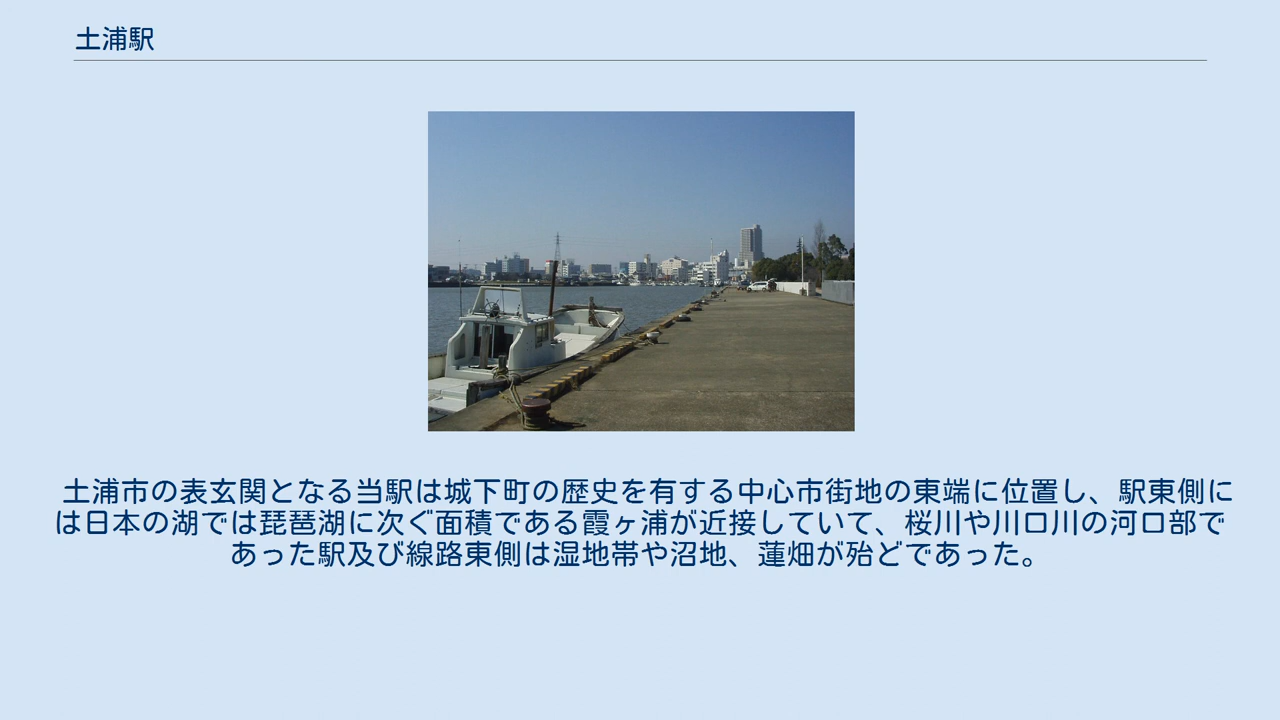 土浦駅
土浦市の表玄関となる当駅は城下町の歴史を有する中心市街地の東端に位置し、駅東側に
は日本の湖では琵琶湖に次ぐ面積である霞ヶ浦が近接していて、桜川や川口川の河口部で
あった駅及び線路東側は湿地帯や沼地、蓮畑が殆どであった。